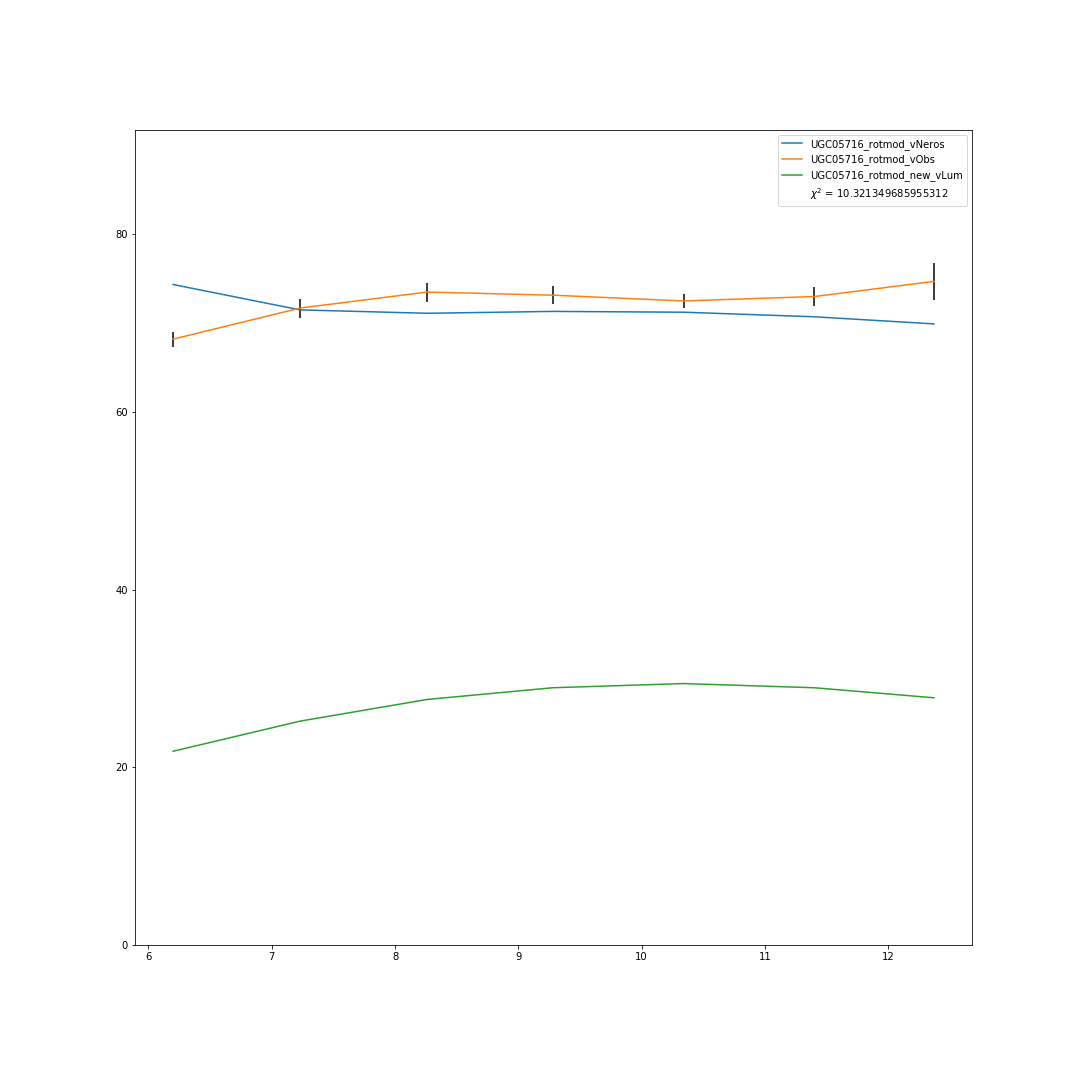 UGC05716_rotmod_vNeros
UGC05716_rotmod_vObs
UGC05716_rotmod_new_vLum
χ² = 10.321349685955312
80
60
40
20
0
6 7 8 9 10 11 12